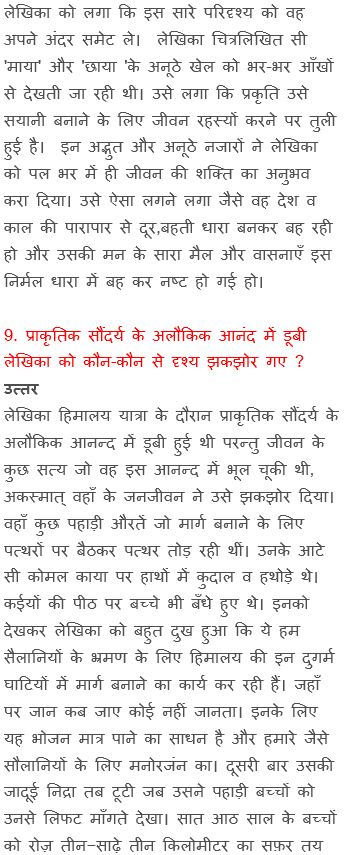 लेखिका को लगा कि इस सारे परिदृश्य को वह
अपने अंदर समेट ले।  लेखिका चित्रलिखित सी
'माया' और 'छाया 'के अनूठे खेल को भर-भर आँखों
से देखती जा रही थी। उसे लगा कि प्रकृति उसे
सयानी बनाने के लिए जीवन रहस्यों करने पर तुली
हुई है।  इन अद्भुत और अनूठे नजारों ने लेखिका
को पल भर में ही जीवन की शक्ति का अनुभव
करा दिया। उसे ऐसा लगने लगा जैसे वह देश व
काल की पारापार से दूर,बहती धारा बनकर बह रही
हो और उसकी मन के सारा मैल और वासनाएँ इस
निर्मल धारा में बह कर नष्ट हो गई हो।
9. प्राकृतिक सौंदर्य के अलौकिक आनंद में डूबी
लेखिका को कौन-कौन से दृश्य झकझोर गए ?
उत्तर
लेखिका हिमालय यात्रा के दौरान प्राकृतिक सौंदर्य के
अलौकिक आनन्द में डूबी हुई थी परन्तु जीवन के
कुछ सत्य जो वह इस आनन्द में भूल चूकी थी,
अकस्मात् वहाँ के जनजीवन ने उसे झकझोर दिया।
वहाँ कुछ पहाड़ी औरतें जो मार्ग बनाने के लिए
पत्थरों पर बैठकर पत्थर तोड़ रही थीं। उनके आटे
सी कोमल काया पर हाथों में कुदाल व हथोड़े थे।
कईयों की पीठ पर बच्चे भी बँधे हुए थे। इनको
देखकर लेखिका को बहुत दुख हुआ कि ये हम
सैलानियों के भ्रमण के लिए हिमालय की इन दुगर्म
घाटियों में मार्ग बनाने का कार्य कर रही हैं। जहाँ
पर जान कब जाए कोई नहीं जानता। इनके लिए
यह भोजन मात्र पाने का साधन है और हमारे जैसे
सौलानियों के लिए मनोरजंन का। दूसरी बार उसकी
जादूई निद्रा तब टूटी जब उसने पहाड़ी बच्चों को
उनसे लिफट माँगते देखा। सात आठ साल के बच्चों
को रोज़ तीन–साढ़े तीन किलोमीटर का सफ़र तय